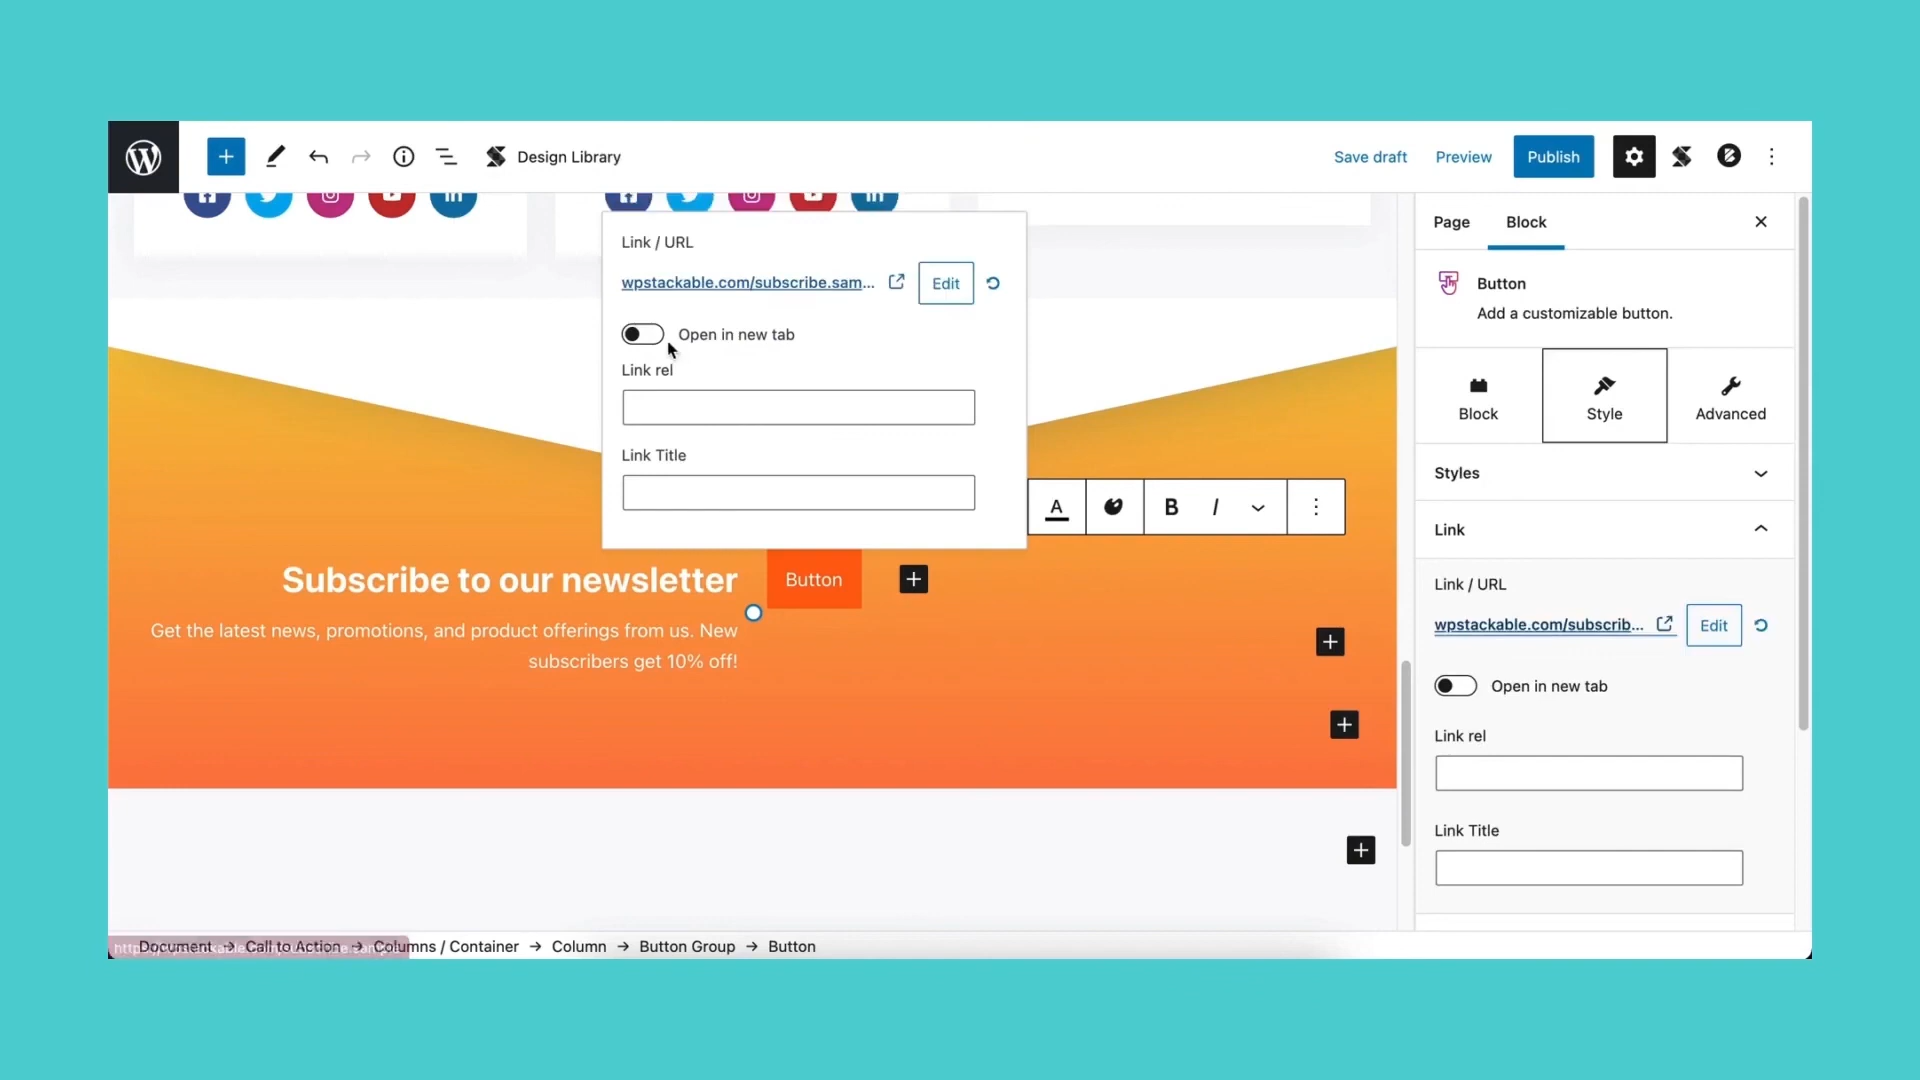 Design Library
Save draft
Preview
Publish
Link / URL
wpstackable.com/subscribe.sam...
Edit
Open in new tab
Link rel
Link Title
A
B I
Subscribe to our newsletter
Button
Get the latest news, promotions, and product offerings from us. New
subscribers get 10% off!
Page
Block
Button
Add a customizable button.
Block
Style
Advanced
Styles
Link
Link / URL
wpstackable.com/subscrib...
Edit
Open in new tab
Link rel
Link Title
Document → Call to Action → Columns / Container → Column → Button Group → Button